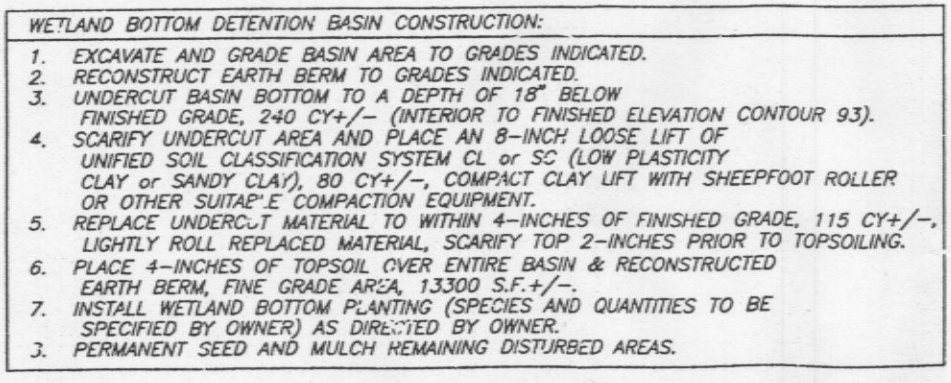 WETLAND BOTTOM DETENTION BASIN CONSTRUCTION:
1. EXCAVATE AND GRADE BASIN AREA TO GRADES INDICATED.
2. RECONSTRUCT EARTH BERM TO GRADES INDICATED.
3. UNDERCUT BASIN BOTTOM TO A DEPTH OF 18" BELOW
FINISHED GRADE, 240 CY+/- (INTERIOR TO FINISHED ELEVATION CONTOUR 93).
4. SCARIFY UNDERCUT AREA AND PLACE AN 8-INCH LOOSE LIFT OF
UNIFIED SOIL CLASSIFICATION SYSTEM CL or SC (LOW PLASTICITY
CLAY or SANDY CLAY), 80 CY+/-, COMPACT CLAY LIFT WITH SHEEPFOOT ROLLER
OR OTHER SUITABLE COMPACTION EQUIPMENT.
5. REPLACE UNDERCUT MATERIAL TO WITHIN 4-INCHES OF FINISHED GRADE, 115 CY+/-,
LIGHTLY ROLL REPLACED MATERIAL, SCARIFY TOP 2-INCHES PRIOR TO TOPSOILING.
6. PLACE 4-INCHES OF TOPSOIL OVER ENTIRE BASIN & RECONSTRUCTED
EARTH BERM, FINE GRADE AREA, 13300 S.F.+/-.
7. INSTALL WETLAND BOTTOM PLANTING (SPECIES AND QUANTITIES TO BE
SPECIFIED BY OWNER) AS DIRECTED BY OWNER.
8. PERMANENT SEED AND MULCH REMAINING DISTURBED AREAS.